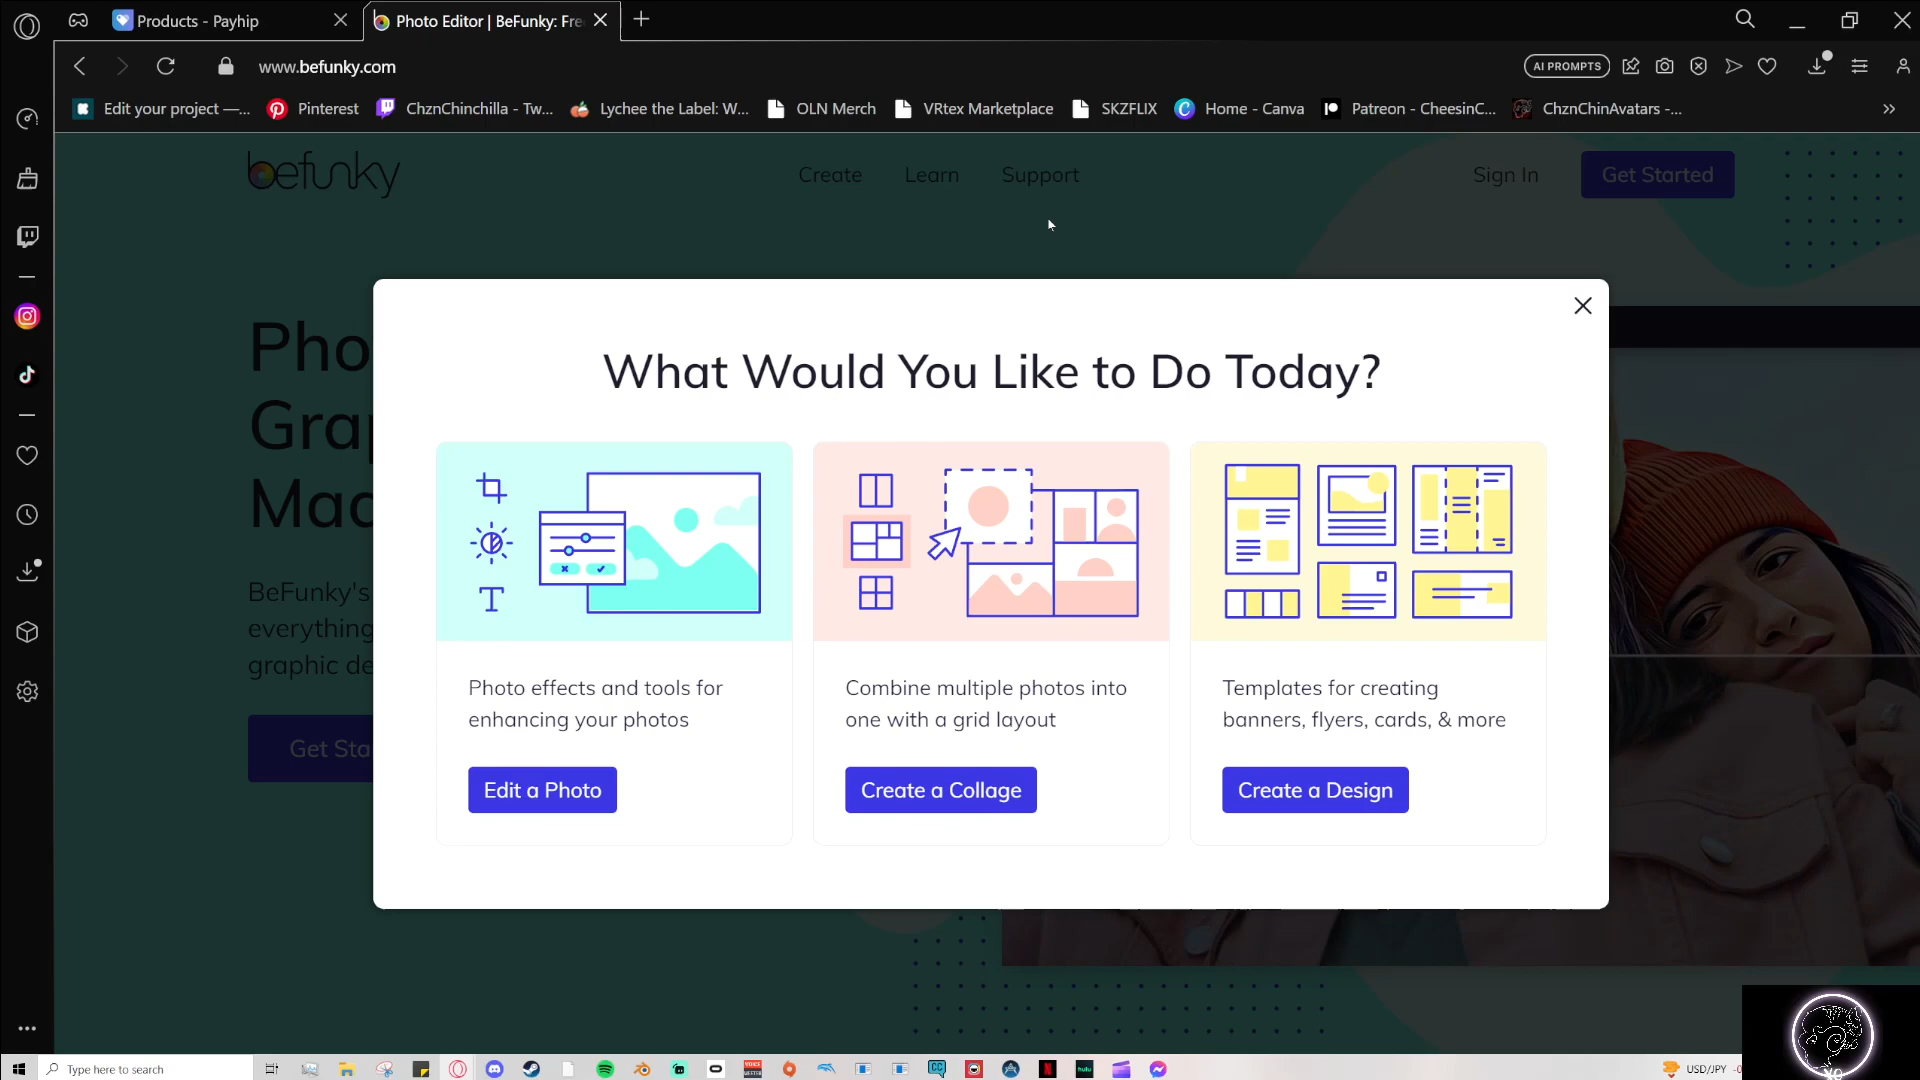 Products - Payhip
Photo Editor | BeFunky: Fre
www.befunky.com
AI PROMPTS
Edit your project —...
Pinterest
ChznChinchilla - Tw...
Lychee the Label: W...
OLN Merch
VRtex Marketplace
SKZFLIX
Home - Canva
Patreon - CheesinC...
ChznChinAvatars -...
befunky
Create
Learn
Support
Sign In
Get Started
Pho
Gra
Mac
BeFunky's
everything
graphic de
Get Sta
What Would You Like to Do Today?
Photo effects and tools for
enhancing your photos
Edit a Photo
Combine multiple photos into
one with a grid layout
Create a Collage
Templates for creating
banners, flyers, cards, & more
Create a Design
Type here to search
USD/JPY